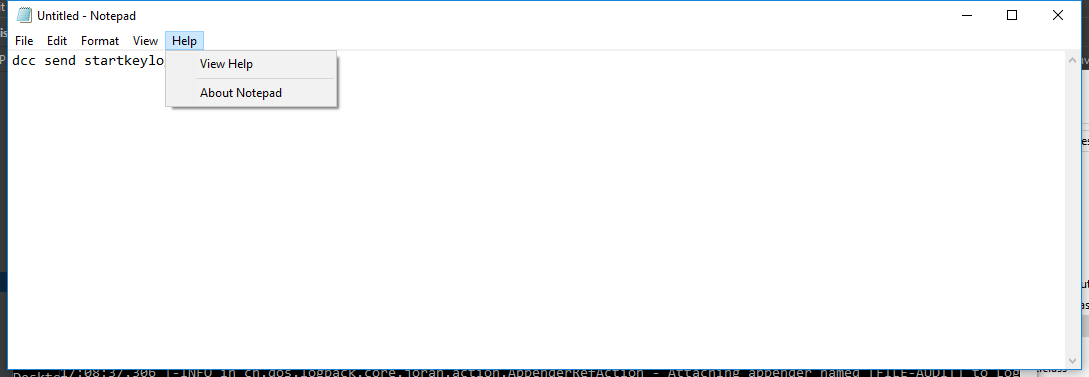 Untitled - Notepad
File Edit Format View Help
dcc send startkeylo
View Help
About Notepad
17:08:37.306 |-INFO in ch.qos.logback.core.joran.action.AppenderRefAction - Attaching appender named [FILE-AUDIT] to Log